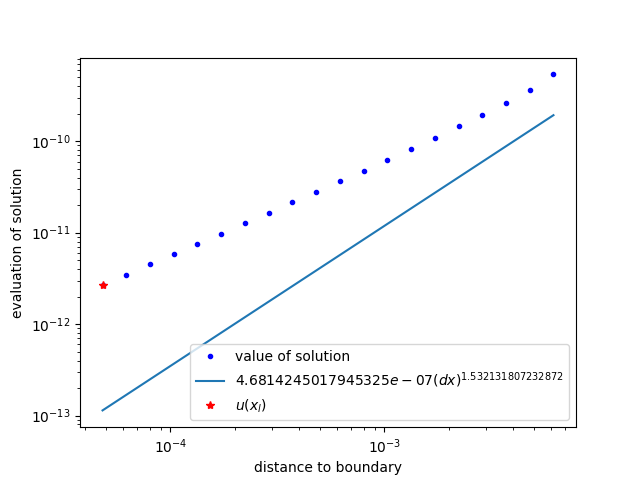 10⁻¹⁰
10⁻¹¹
10⁻¹²
10⁻¹³
evaluation of solution
value of solution
4.6814245017945325e − 07(dx)^1.532131807232872
u(x_l)
10⁻⁴
10⁻³
distance to boundary